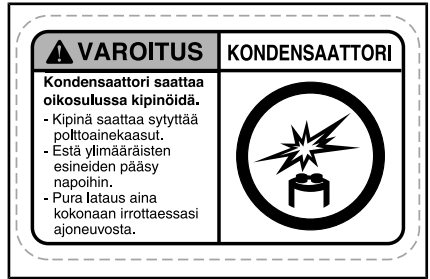 VAROITUS
KONDENSAATTORI
Kondensaattori saattaa
oikosulussa kipinöidä.
- Kipinä saattaa sytyttää
polttoainekaasut.
- Estä ylimääräisten
esineiden pääsy
napoihin.
- Pura lataus aina
kokonaan irrottaessasi
ajoneuvosta.